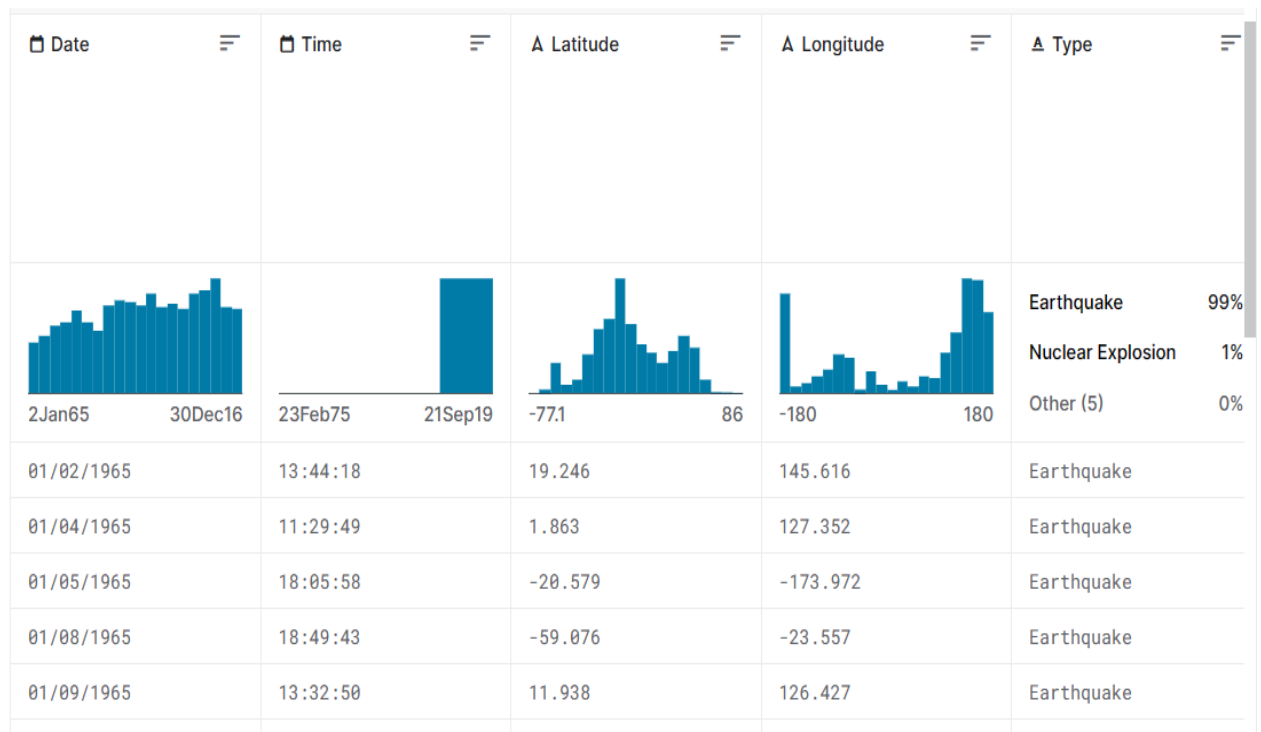 Date Time Latitude Longitude Type
Earthquake 99%
Nuclear Explosion 1%
Other (5) 0%
2Jan65 30Dec16 23Feb75 21Sep19 -77.1 86 -180 180
01/02/1965 13:44:18 19.246 145.616 Earthquake
01/04/1965 11:29:49 1.863 127.352 Earthquake
01/05/1965 18:05:58 -20.579 -173.972 Earthquake
01/08/1965 18:49:43 -59.076 -23.557 Earthquake
01/09/1965 13:32:50 11.938 126.427 Earthquake